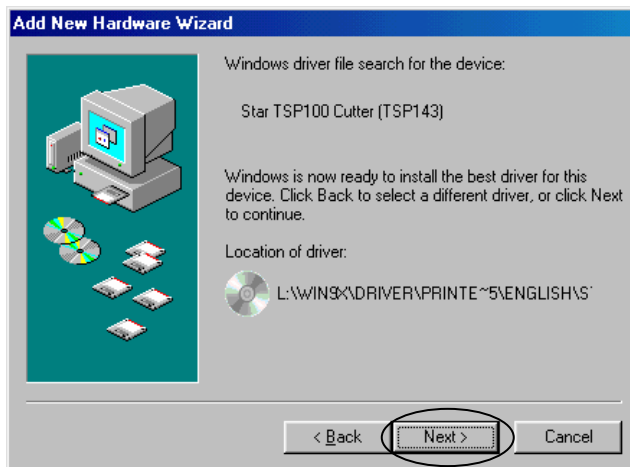 Add New Hardware Wizard
Windows driver file search for the device:
Star TSP100 Cutter (TSP143)
Windows is now ready to install the best driver for this
device. Click Back to select a different driver, or click Next
to continue.
Location of driver:
L:\WIN9X\DRIVER\PRINTE~5\ENGLISH\S
< Back Next > Cancel